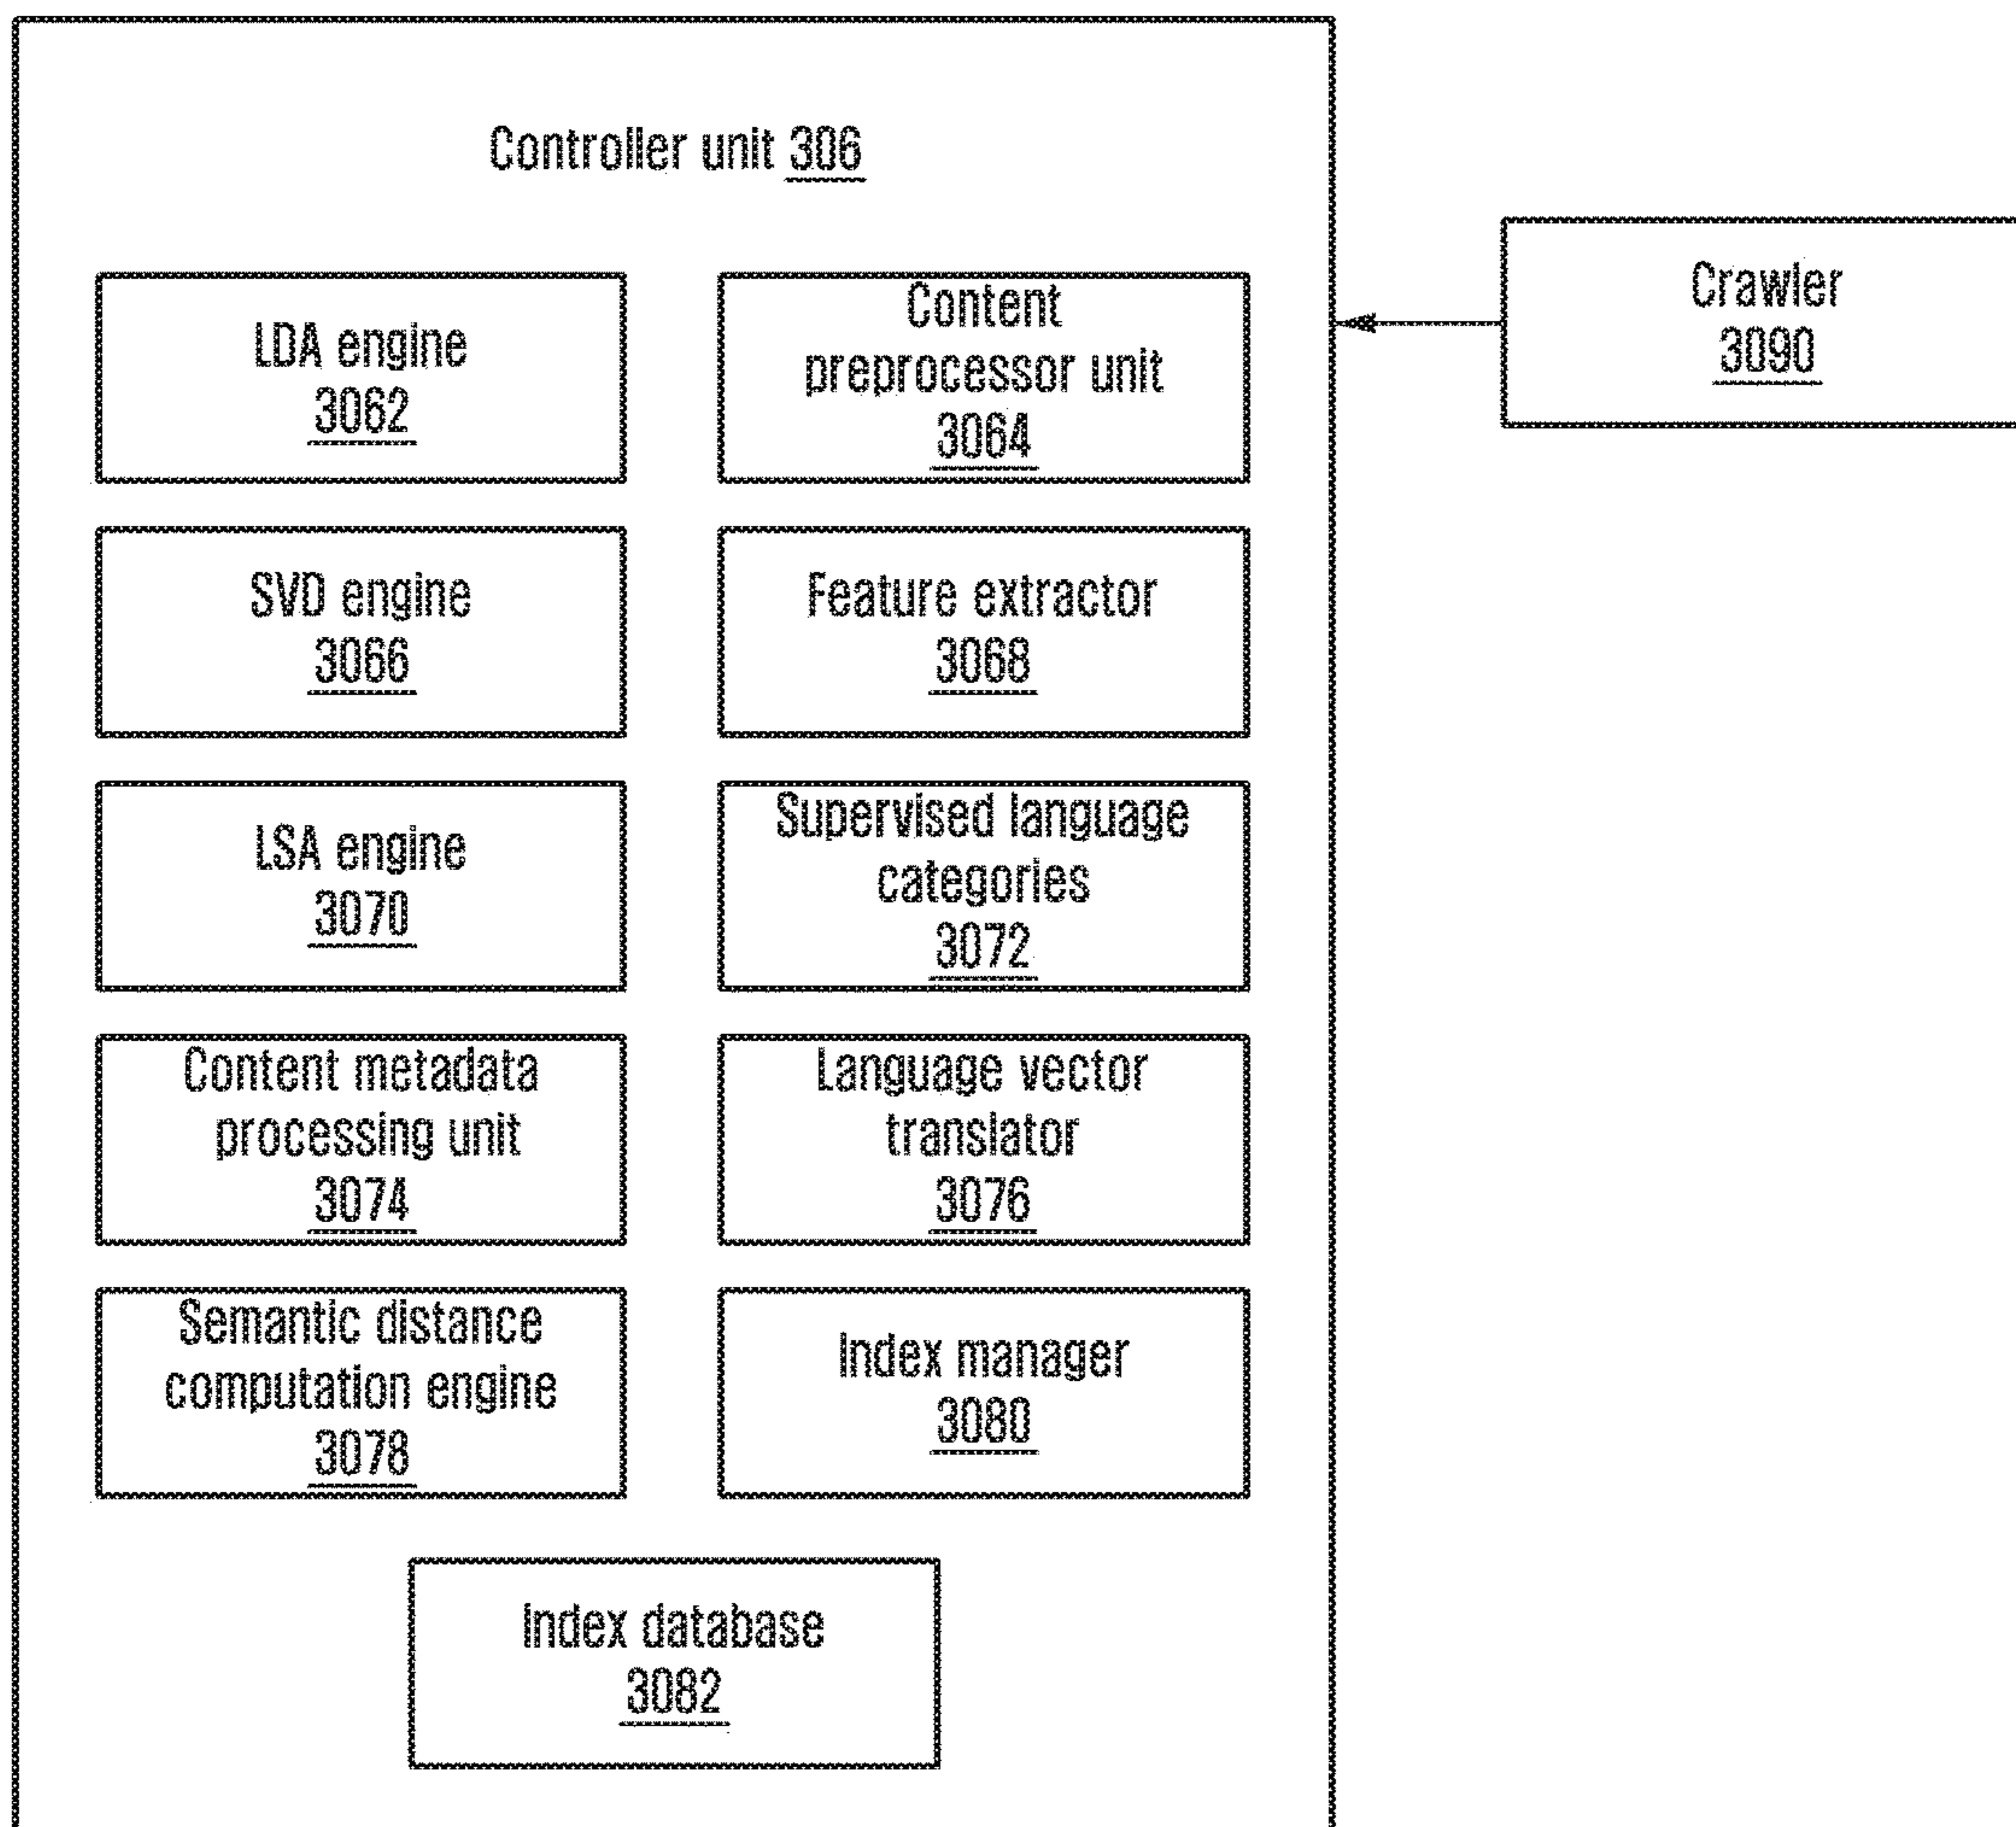 Controller unit 306
LDA engine
3062
Content
preprocessor unit
3064
Crawler
3090
SVD engine
3066
Feature extractor
3068
LSA engine
3070
Supervised language
categories
3072
Content metadata
processing unit
3074
Language vector
translator
3076
Semantic distance
computation engine
3078
Index manager
3080
Index database
3082